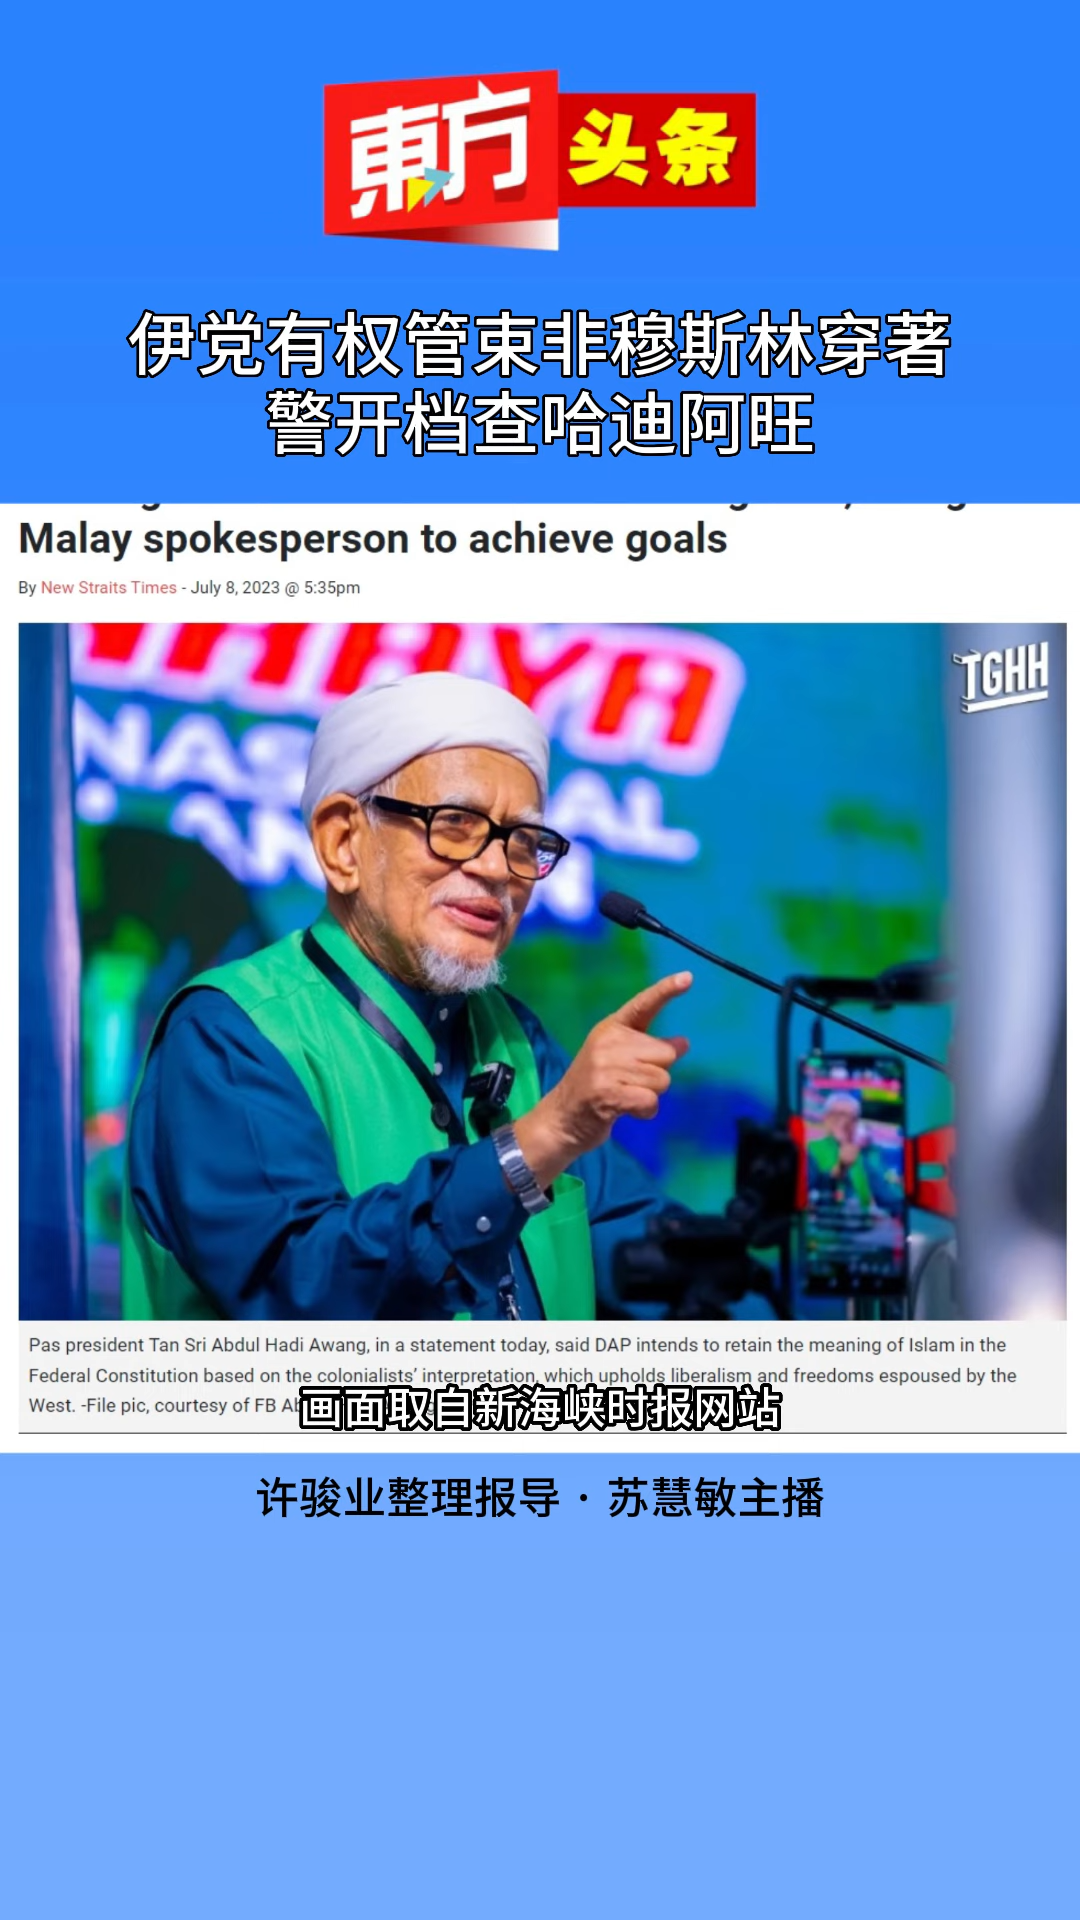 東方
头条
伊党有权管束非穆斯林穿著
警开档查哈迪阿旺
Malay spokesperson to achieve goals
By New Straits Times - July 8, 2023 @ 5:35pm
TGHH
NAS AL
Pas president Tan Sri Abdul Hadi Awang, in a statement today, said DAP intends to retain the meaning of Islam in the
Federal Constitution based on the colonialists’ interpretation, which upholds liberalism and freedoms espoused by the
West. -File pic, courtesy of FB Ab
画面取自新海峡时报网站
许骏业整理报导 · 苏慧敏主播